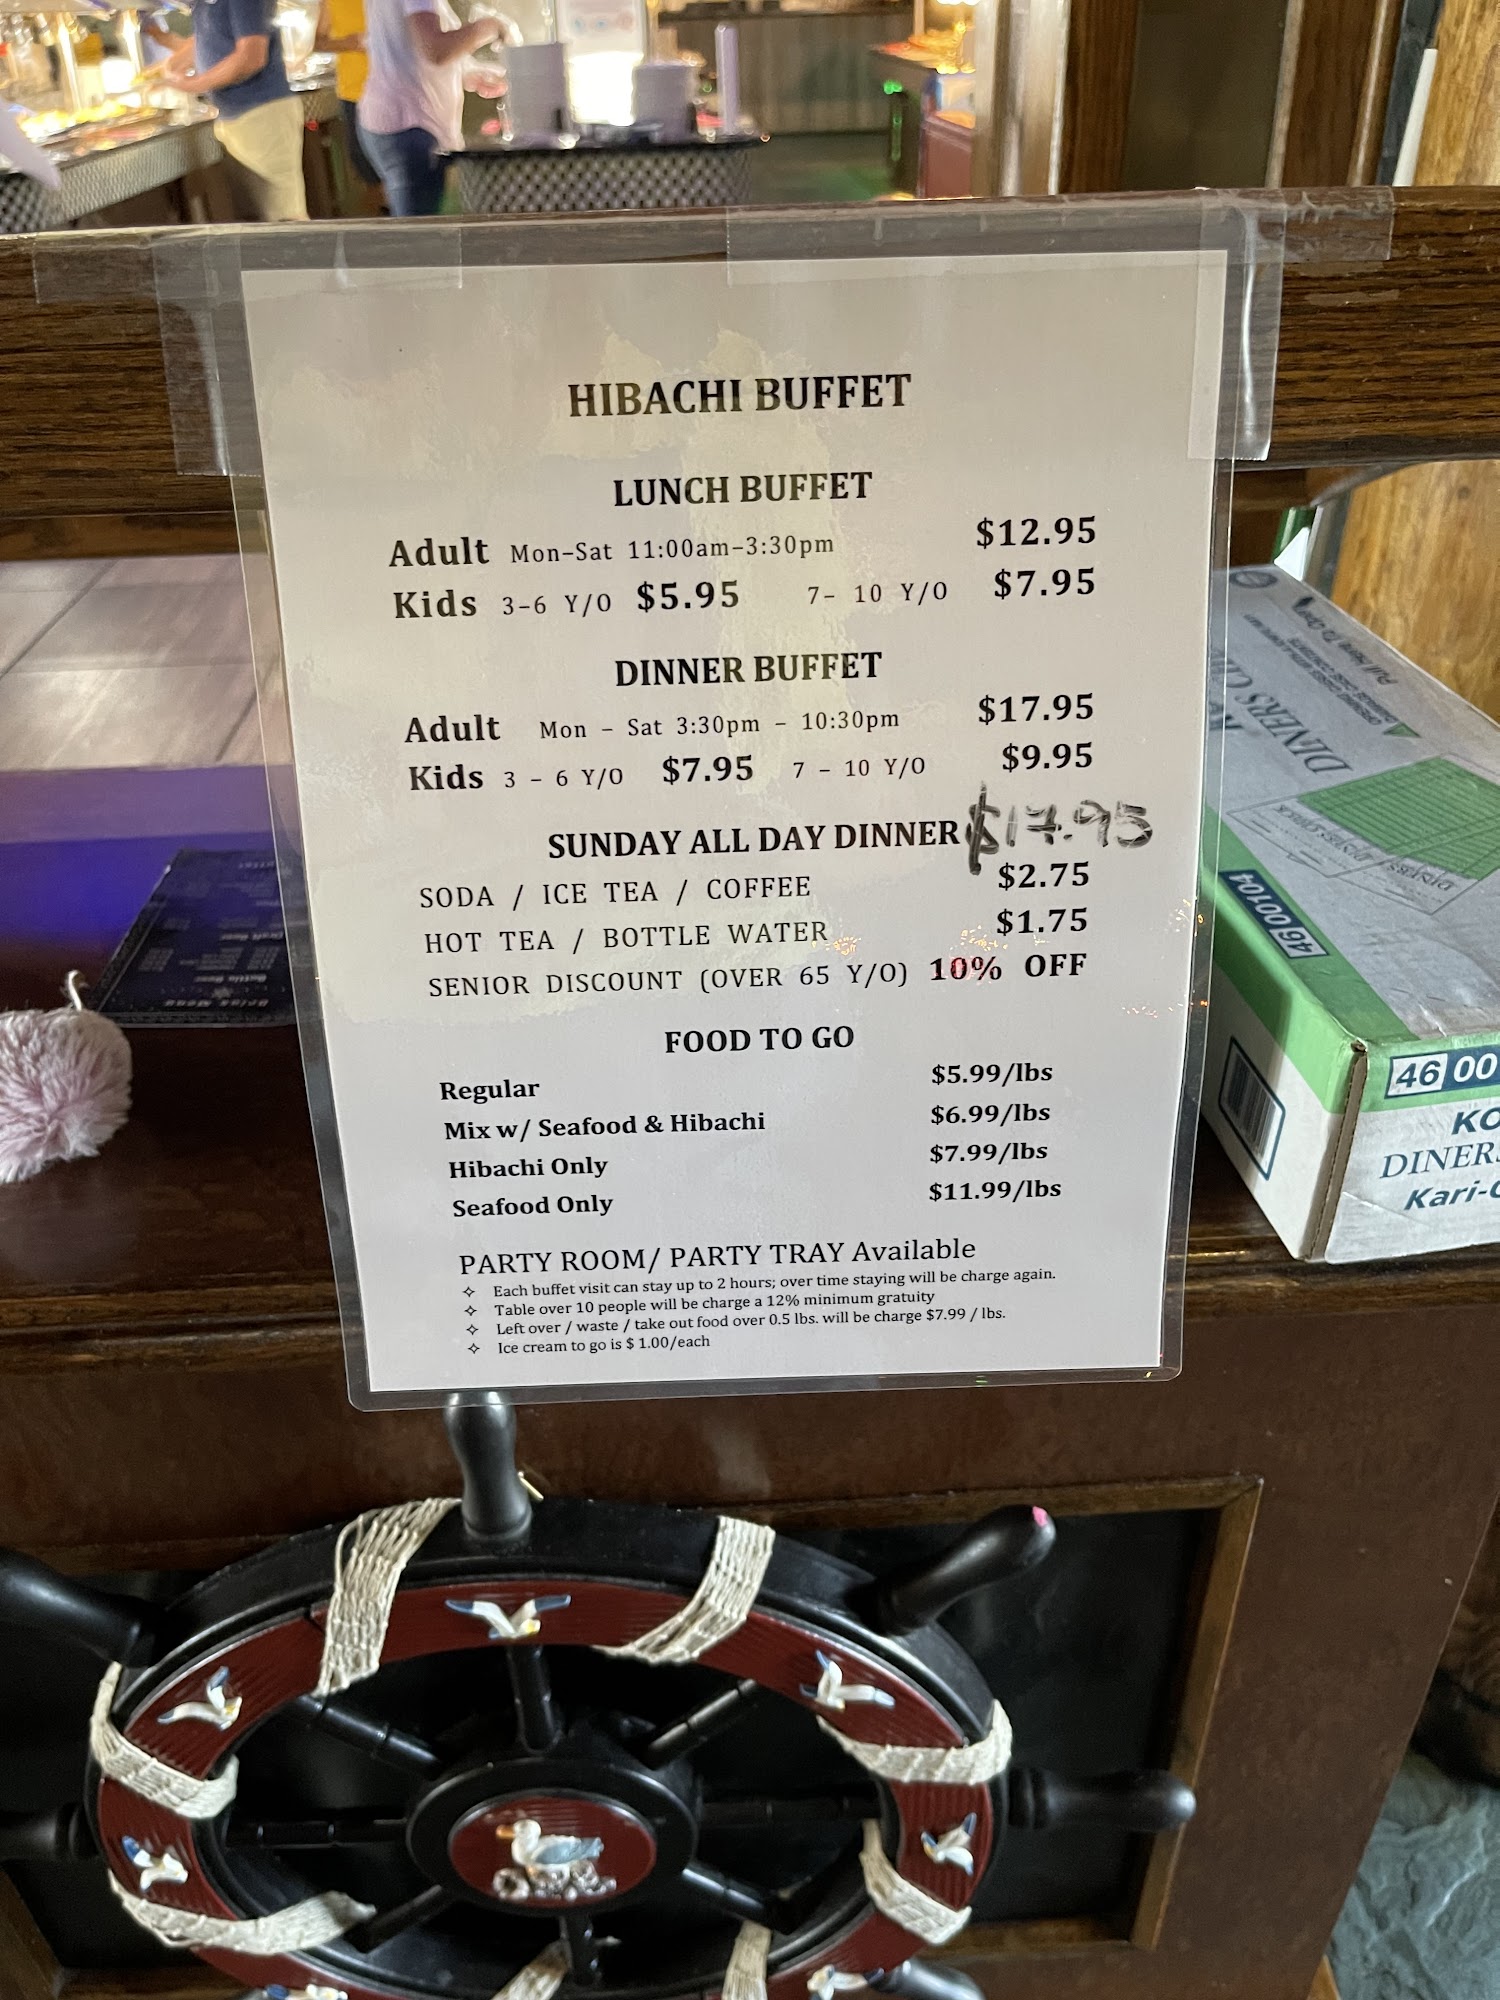 HIBACHI BUFFET
LUNCH BUFFET
Adult Mon–Sat 11:00am–3:30pm $12.95
Kids 3–6 Y/O $5.95 7– 10 Y/O $7.95
DINNER BUFFET
Adult Mon – Sat 3:30pm – 10:30pm $17.95
Kids 3 – 6 Y/O $7.95 7 – 10 Y/O $9.95
SUNDAY ALL DAY DINNER $17.95
SODA / ICE TEA / COFFEE $2.75
HOT TEA / BOTTLE WATER $1.75
SENIOR DISCOUNT (OVER 65 Y/O) 10% OFF
FOOD TO GO
Regular $5.99/lbs
Mix w/ Seafood & Hibachi $6.99/lbs
Hibachi Only $7.99/lbs
Seafood Only $11.99/lbs
PARTY ROOM/ PARTY TRAY Available
✧ Each buffet visit can stay up to 2 hours; over time staying will be charge again.
✧ Table over 10 people will be charge a 12% minimum gratuity
✧ Left over / waste / take out food over 0.5 lbs. will be charge $7.99 / lbs.
✧ Ice cream to go is $ 1.00/each
Pull Here To Open
DINERS
46 00104
46 00
DINERS
Kari-